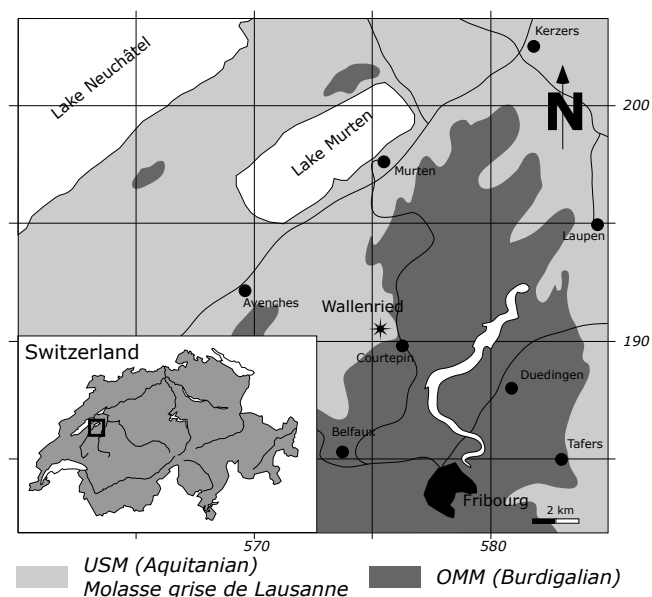 Kerzers
Lake Neuchâtel
200
N
Lake Murten
Murten
Laupen
Avenches
Wallenried
190
Courtepin
Switzerland
Duedingen
Belfaux
Tafers
Fribourg
2 km
570
580
USM (Aquitanian)
Molasse grise de Lausanne
OMM (Burdigalian)